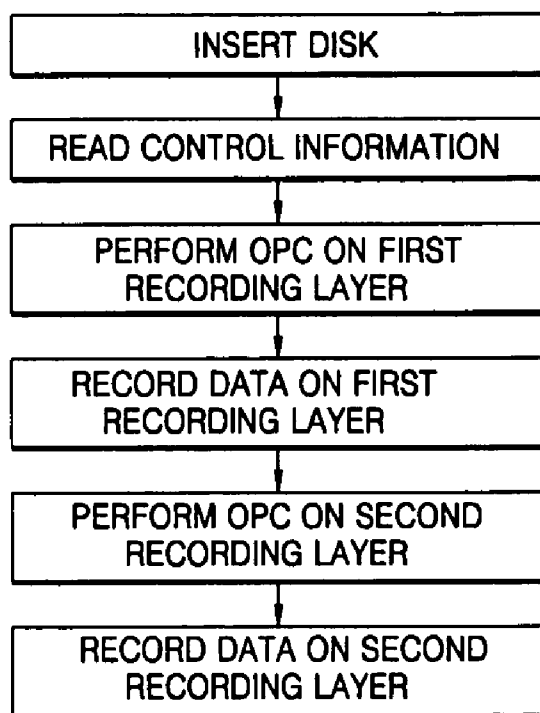 INSERT DISK
READ CONTROL INFORMATION
PERFORM OPC ON FIRST
RECORDING LAYER
RECORD DATA ON FIRST
RECORDING LAYER
PERFORM OPC ON SECOND
RECORDING LAYER
RECORD DATA ON SECOND
RECORDING LAYER